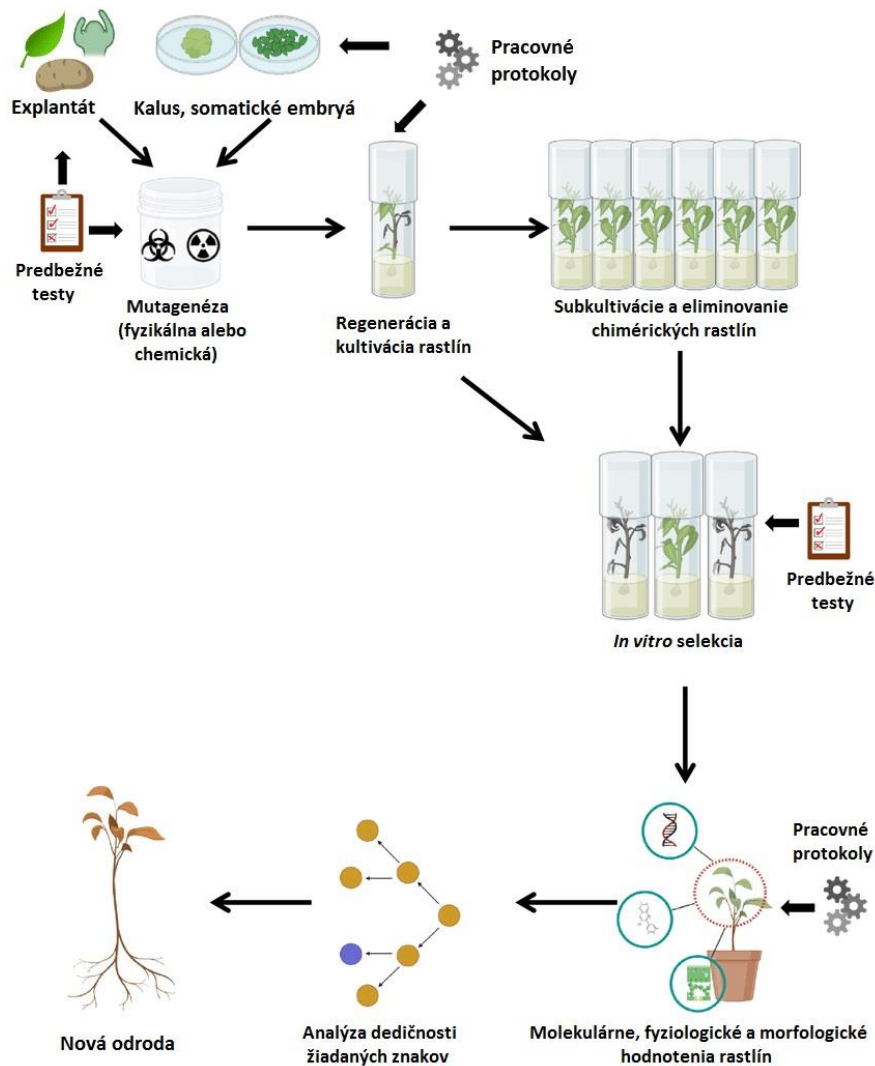 Pracovné
protokoly
Explantát
Kalus, somatické embryá
Predbežné
testy
Mutagenéza
(fyzikálna alebo
chemická)
Regenerácia a
kultivácia rastlín
Subkultivácie a eliminovanie
chimérických rastlín
Predbežné
testy
In vitro selekcia
Pracovné
protokoly
Molekulárne, fyziologické a morfologické
hodnotenia rastlín
Analýza dedičnosti
žiadaných znakov
Nová odroda